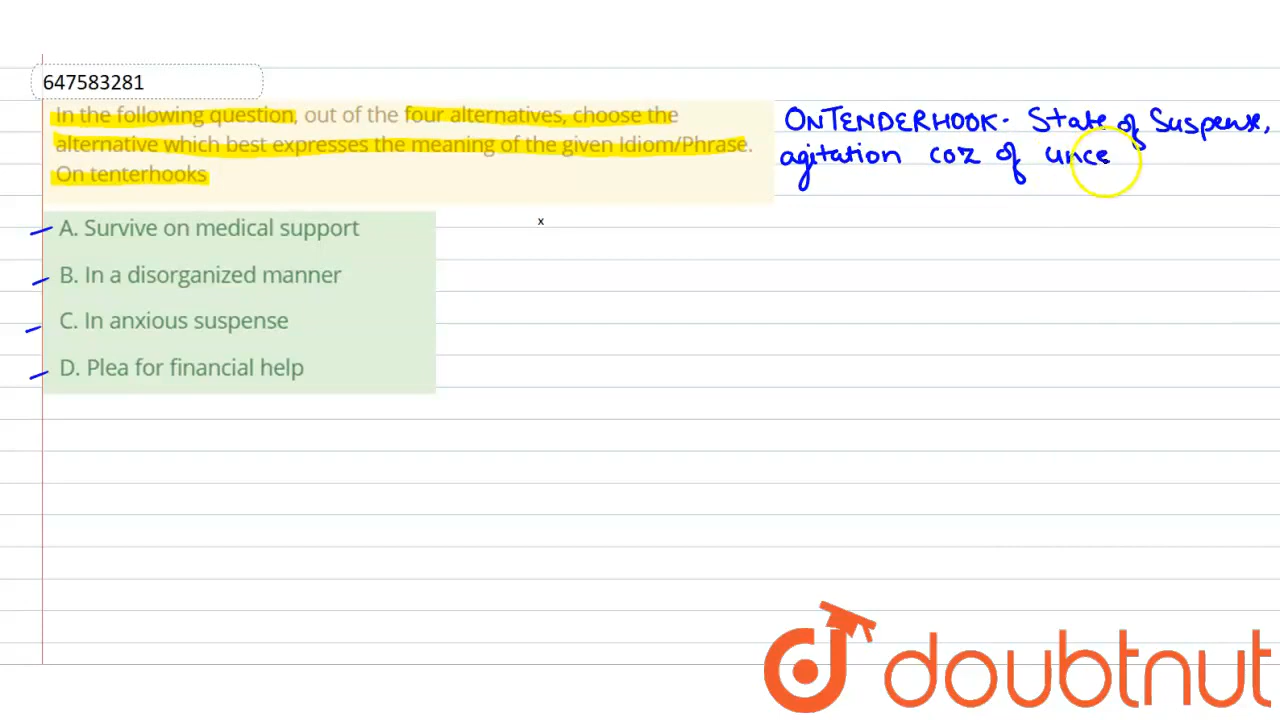 647583281
In the following question, out of the four alternatives, choose the
alternative which best expresses the meaning of the given Idiom/Phrase.
On tenterhooks
A. Survive on medical support
B. In a disorganized manner
C. In anxious suspense
D. Plea for financial help
x
ONTENDERHOOK - State of Suspense,
agitation coz of unce
doubtnut